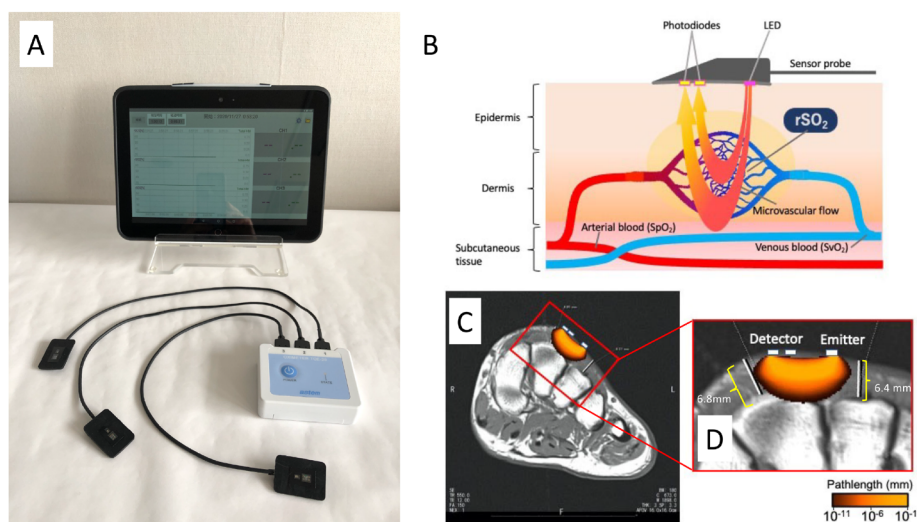 A
B
Photodiodes
LED
Sensor probe
Epidermis
rSO₂
Dermis
Microvascular flow
Arterial blood (SpO₂)
Subcutaneous
tissue
Venous blood (SvO₂)
C
R
L
F
Detector
Emitter
6.8mm
6.4 mm
D
Pathlength (mm)
10⁻¹¹ 10⁻⁶ 10⁻¹